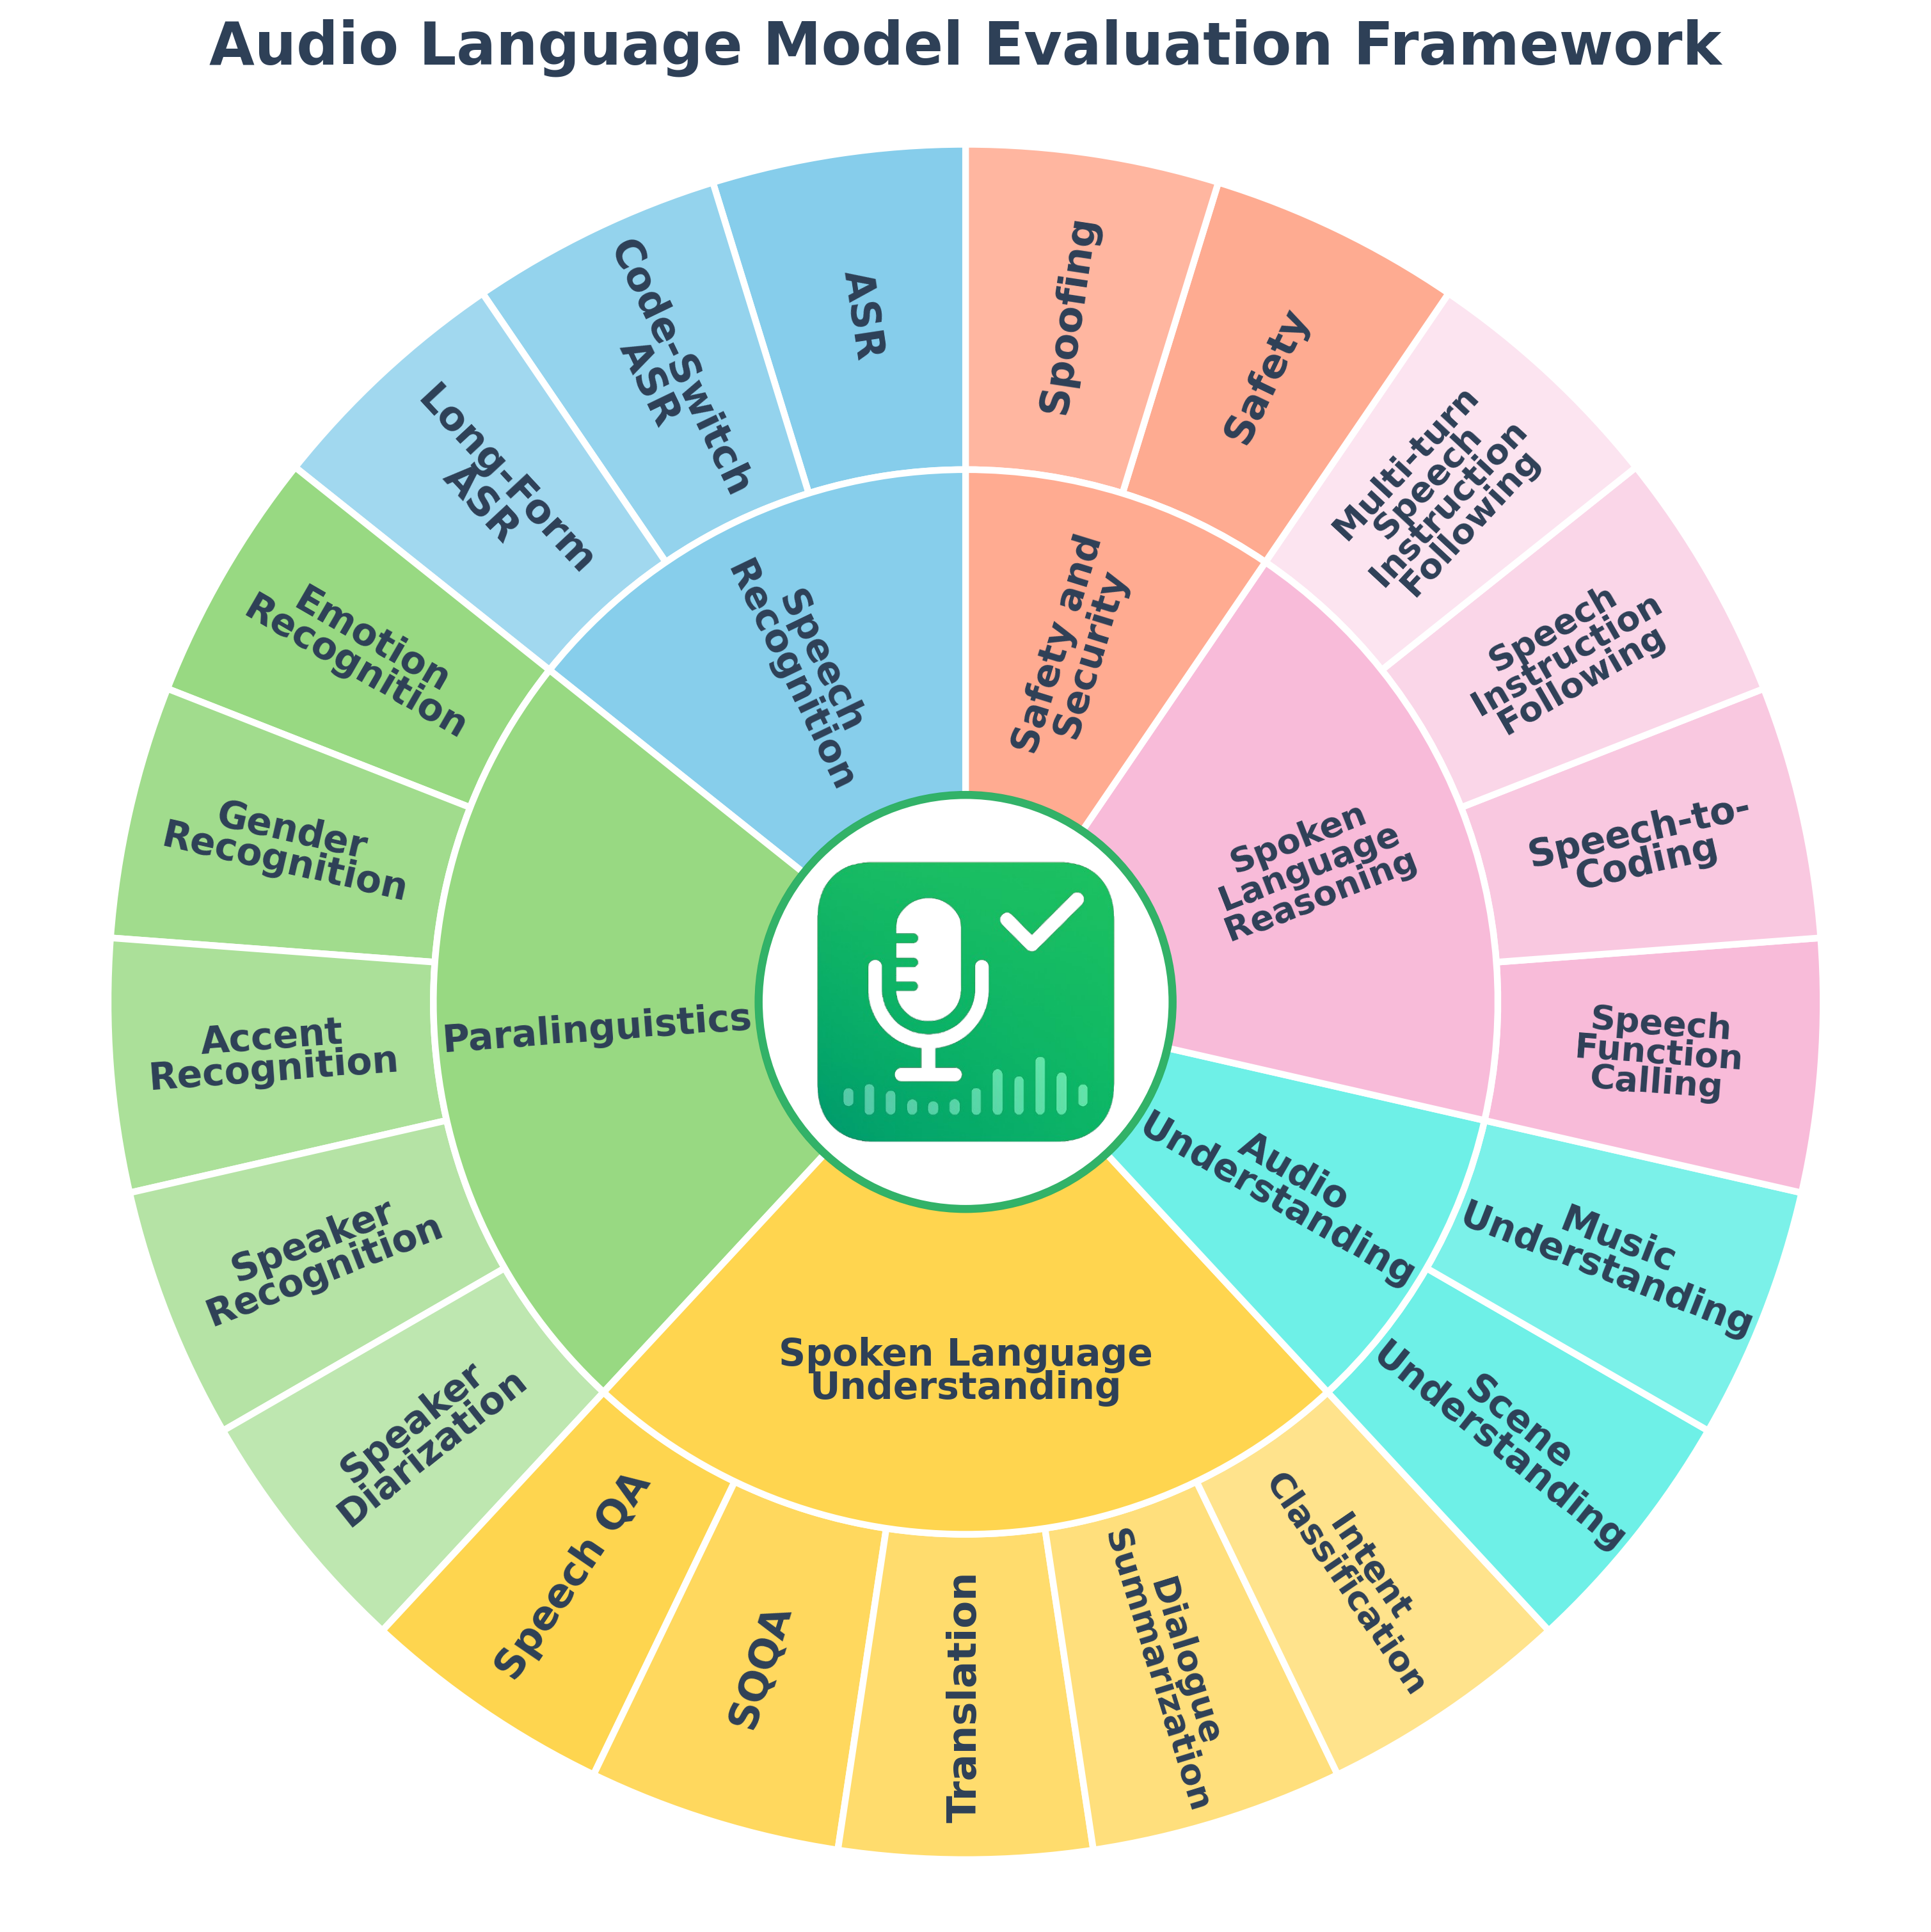 Audio Language Model Evaluation Framework
Spoofing
Safety
Multi-turn
Speech
Instruction
Following
Speech
Instruction
Following
Speech-to-
Coding
Speech
Function
Calling
Music
Understanding
Scene
Understanding
Intent
Classification
Dialogue
Summarization
Translation
SQQA
Speech QA
Speaker
Diarization
Speaker
Recognition
Accent
Recognition
Gender
Recognition
Emotion
Recognition
Long-Form
ASR
Code-Switch
ASR
ASR
Safety and
Security
Spoken
Language
Reasoning
Audio
Understanding
Spoken Language
Understanding
Paralinguistics
Speech
Recognition